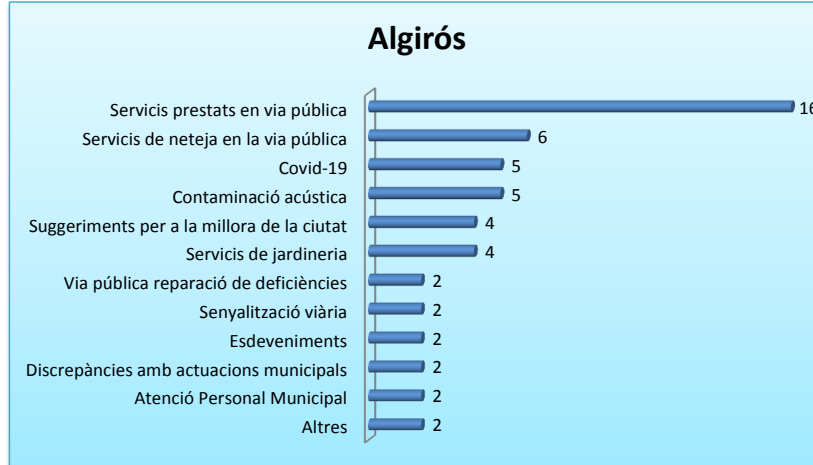 Algirós
Servicis prestats en via pública 16
Servicis de neteja en la via pública 6
Covid-19 5
Contaminació acústica 5
Suggeriments per a la millora de la ciutat 4
Servicis de jardineria 4
Via pública reparació de deficiències 2
Senyalització viària 2
Esdeveniments 2
Discrepàncies amb actuacions municipals 2
Atenció Personal Municipal 2
Altres 2